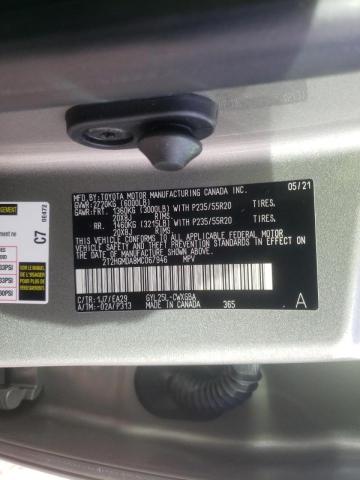 MFD.BY:TOYOTA MOTOR MANUFACTURING CANADA INC. 05/21
GVWR:2720KG (6000LB)
GAWR:FRT. 1360KG (3000LB)WITH P235/55R20 TIRES,
20X8J RIMS,
RR. 1460KG (3215LB)WITH P235/55R20 TIRES,
20X8J RIMS,
THIS VEHICLE CONFORMS TO ALL APPLICABLE FEDERAL MOTOR
VEHICLE SAFETY, BUMPER, AND THEFT PREVENTION STANDARDS
IN EFFECT ON THE DATE OF MANUFACTURE SHOWN ABOVE.
MPV
C/TR:1J7/EA29 GYL25L-CWXGBA
A/TM:-02A/P313 MADE IN CANADA 365 A
0E472
C7